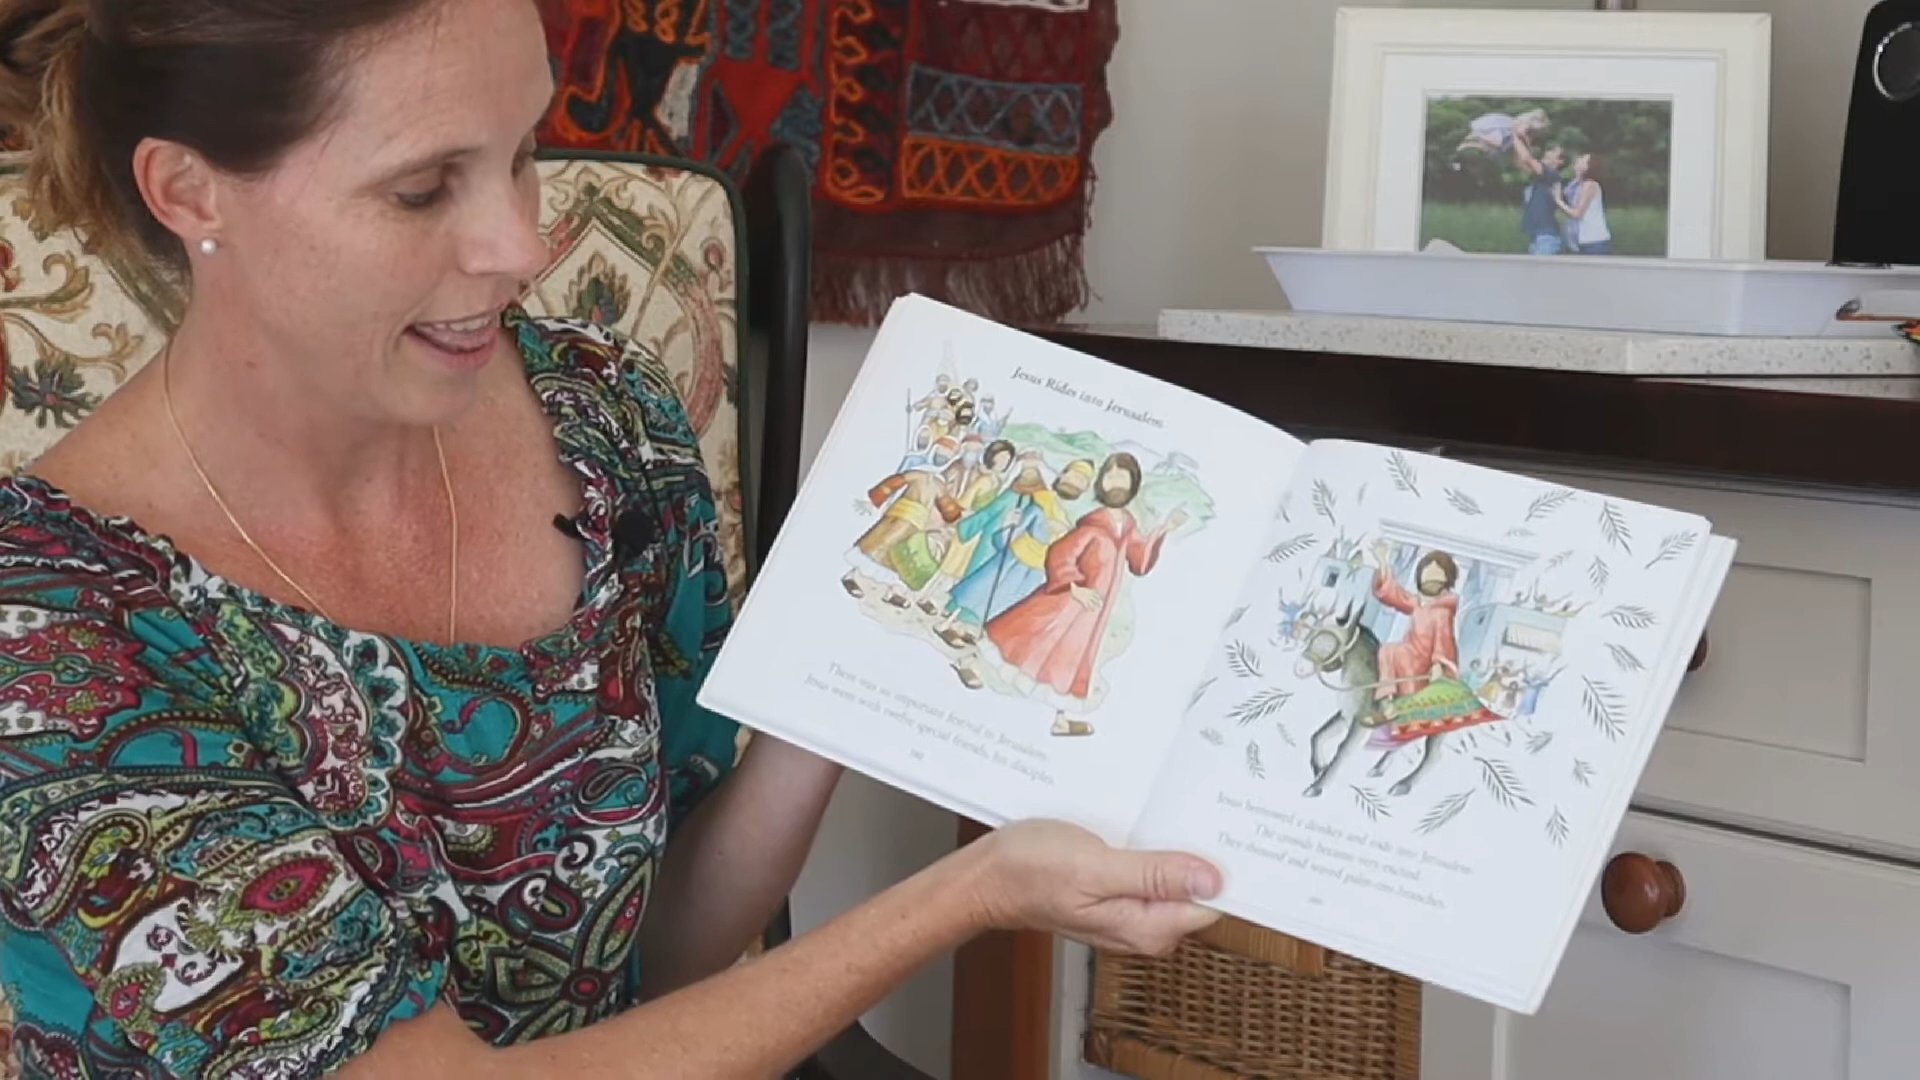 Jesus Rides into Jerusalem
There was an important festival in Jerusalem.
Jesus went with twelve special friends, his disciples.
Jesus borrowed a donkey and rode into Jerusalem.
The crowds became very excited.
They shouted and waved palm-tree branches.